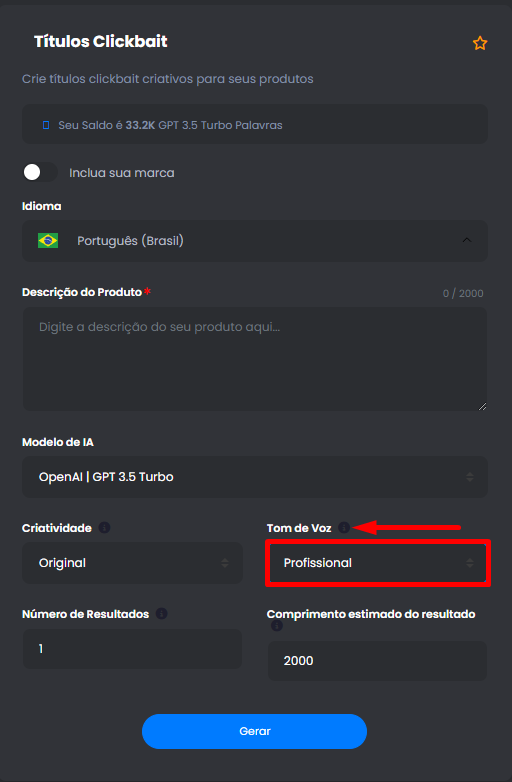 Títulos Clickbait
Crie títulos clickbait criativos para seus produtos
Seu Saldo é 33.2K GPT 3.5 Turbo Palavras
Inclua sua marca
Idioma
Português (Brasil)
Descrição do Produto*
0 / 2000
Digite a descrição do seu produto aqui...
Modelo de IA
OpenAI | GPT 3.5 Turbo
Criatividade
Tom de Voz
Original
Profissional
Número de Resultados
Comprimento estimado do resultado
1
2000
Gerar